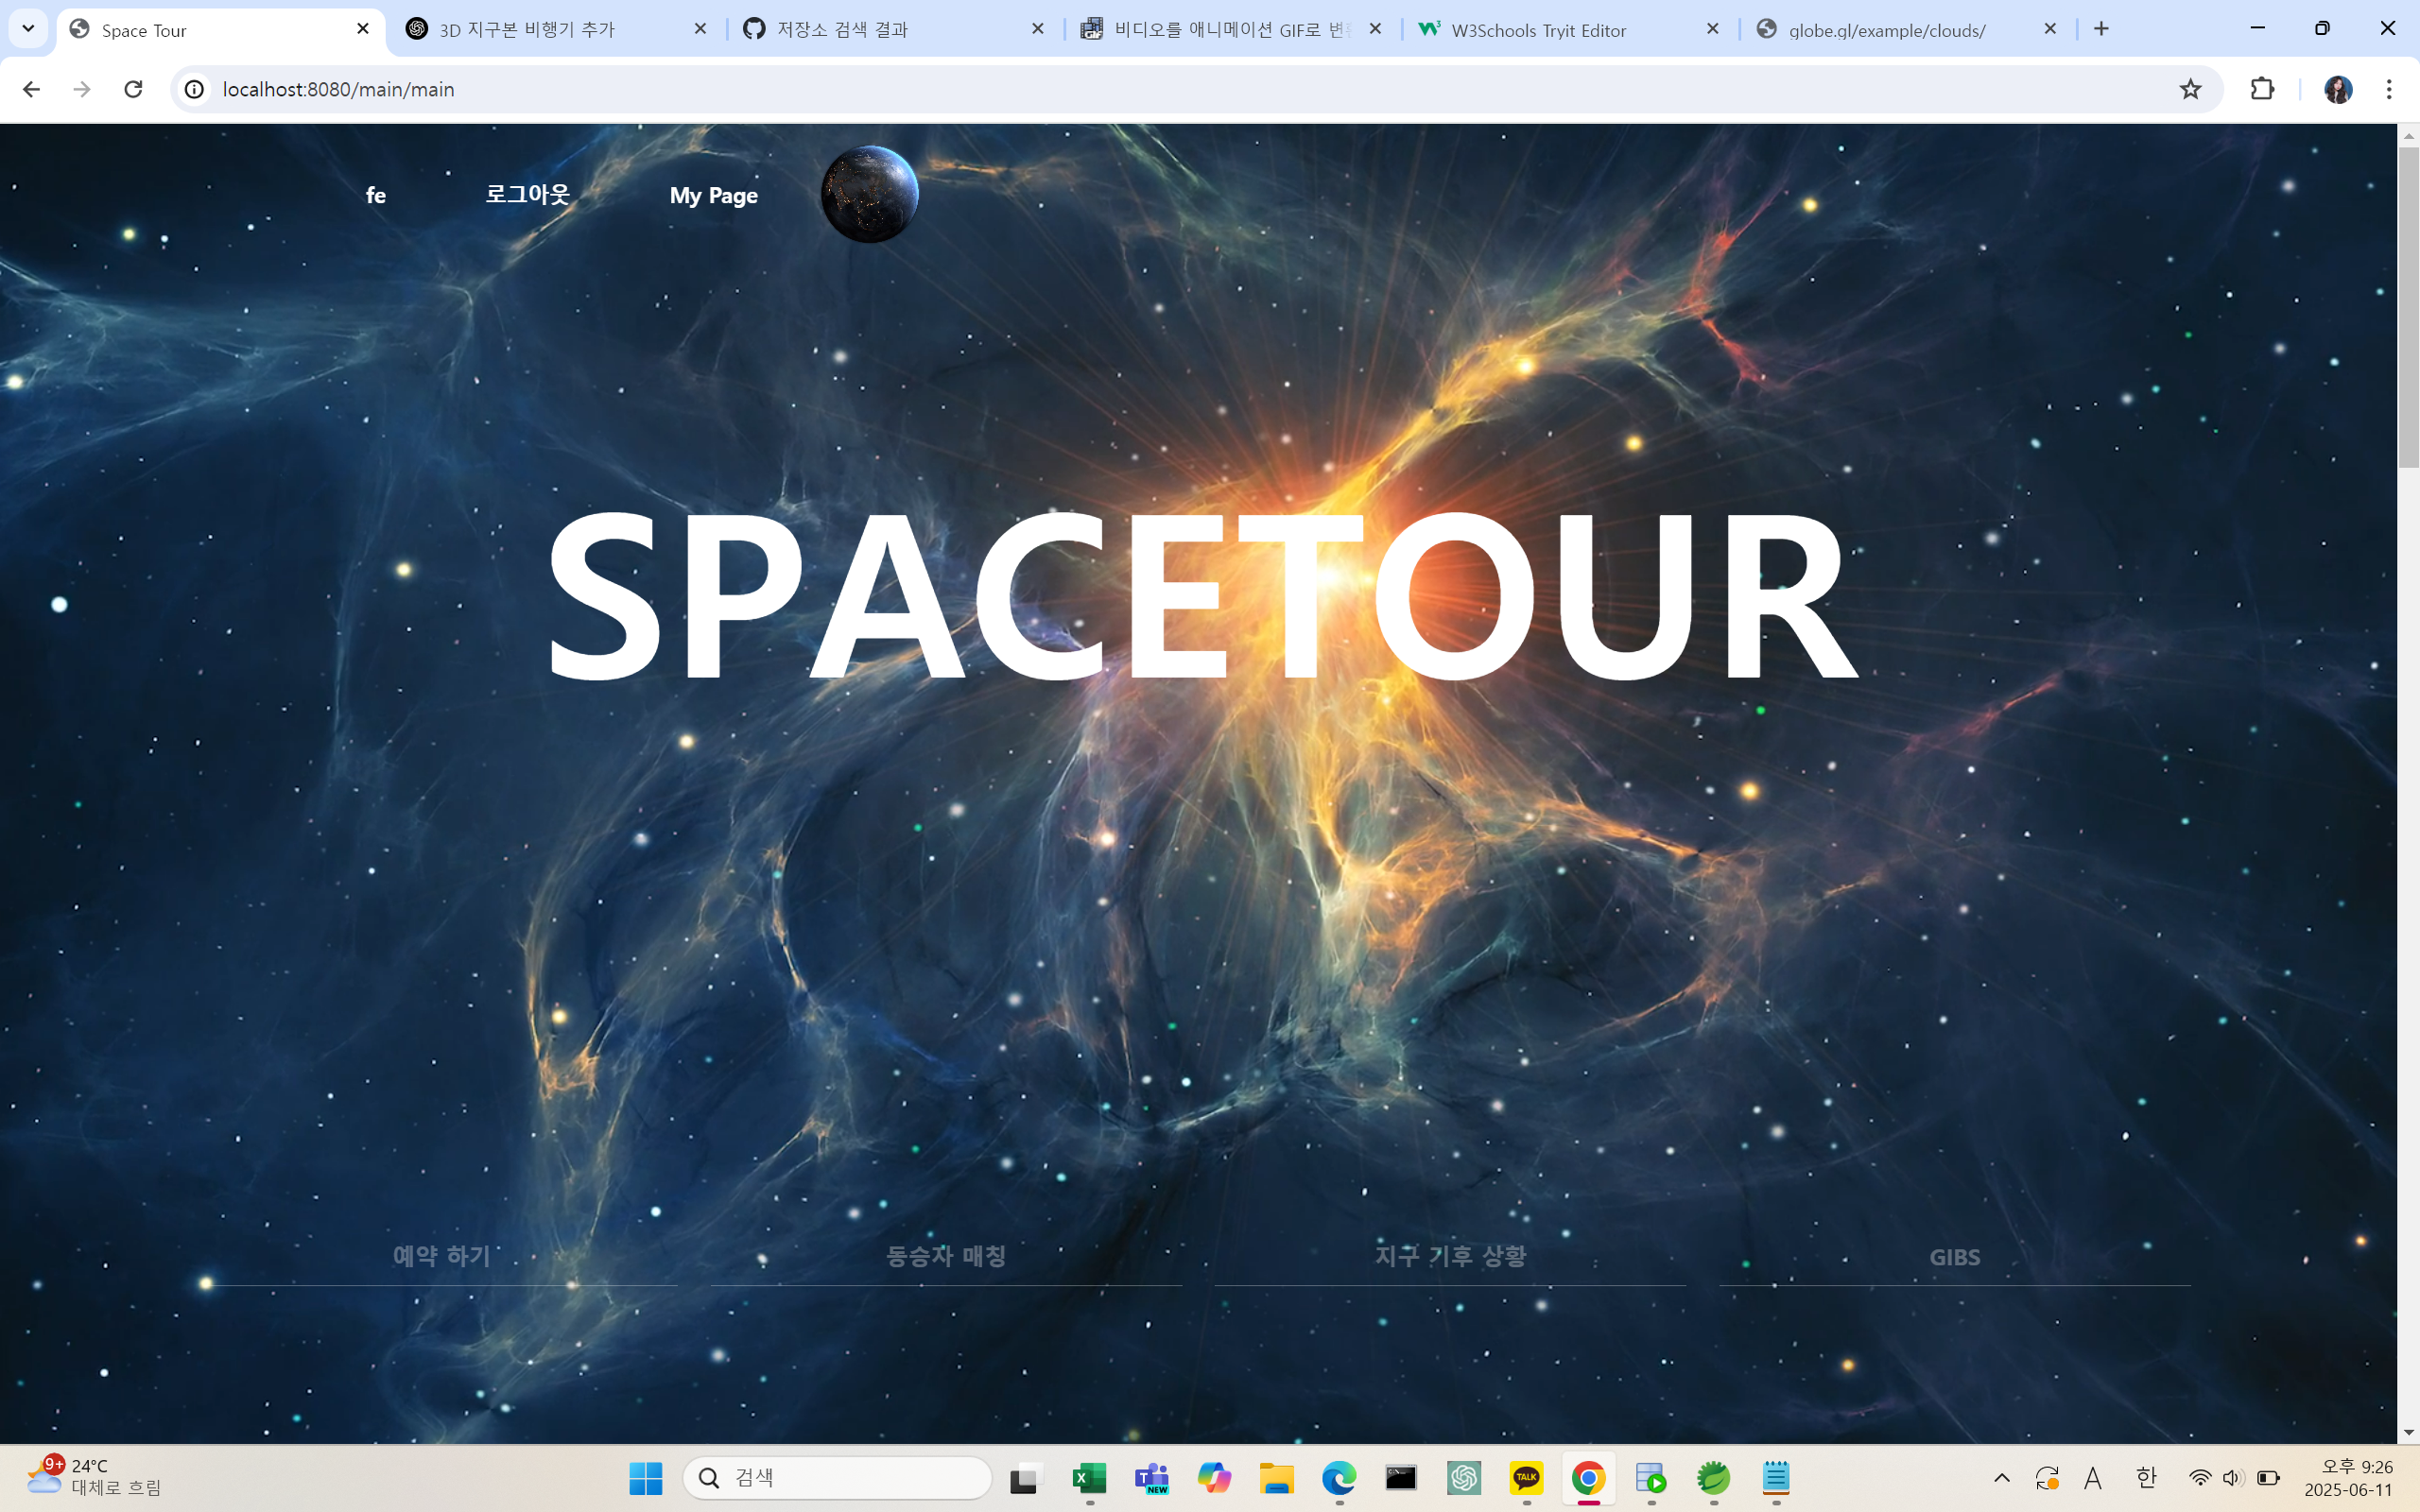 Space Tour
3D 지구본 비행기 추가
저장소 검색 결과
비디오를 애니메이션 GIF로 변
W3Schools Tryit Editor
globe.gl/example/clouds/
localhost:8080/main/main
fe
로그아웃
My Page
SPACETOUR
예약 하기
동승자 매칭
지구 기후 상황
GIBS
9+
24°C
대체로 흐림
검색
NEW
TALK
A
한
오후 9:26
2025-06-11